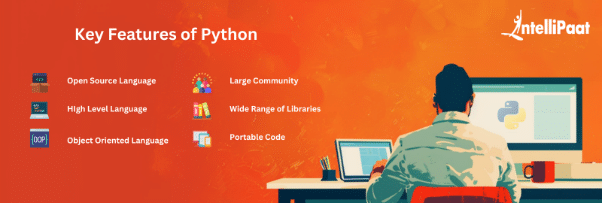 Key Features of Python
IntelliPaat
Open Source Language
High Level Language
Object Oriented Language
Large Community
Wide Range of Libraries
Portable Code
OOP